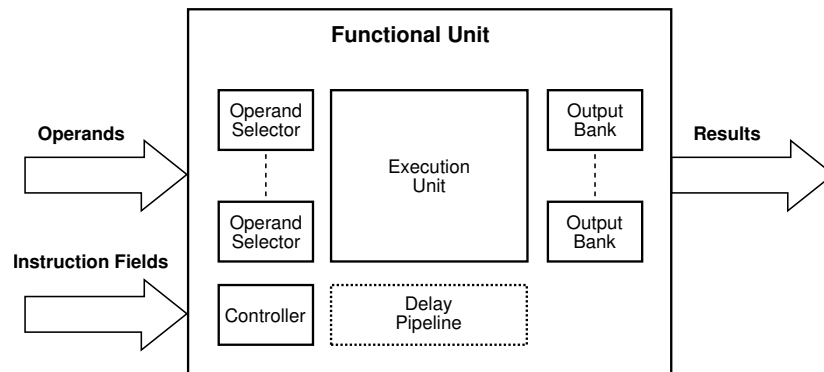 Functional Unit
Operand
Selector
Output
Bank
Operands
Results
Execution
Unit
Operand
Selector
Output
Bank
Instruction Fields
Controller
Delay
Pipeline